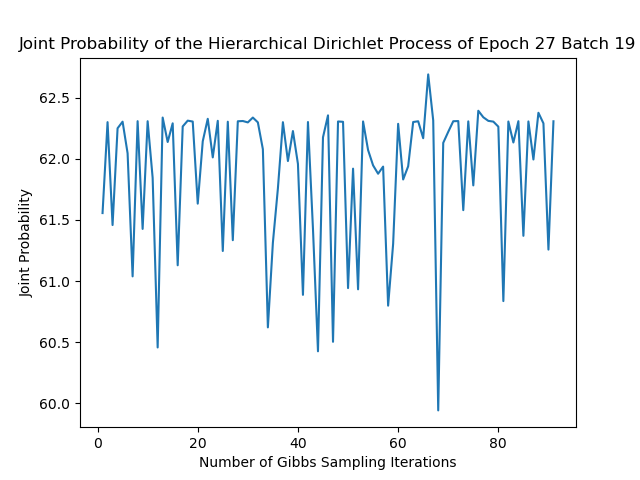 Joint Probability of the Hierarchical Dirichlet Process of Epoch 27 Batch 19
62.5
62.0
61.5
61.0
60.5
60.0
Joint Probability
0 20 40 60 80
Number of Gibbs Sampling Iterations